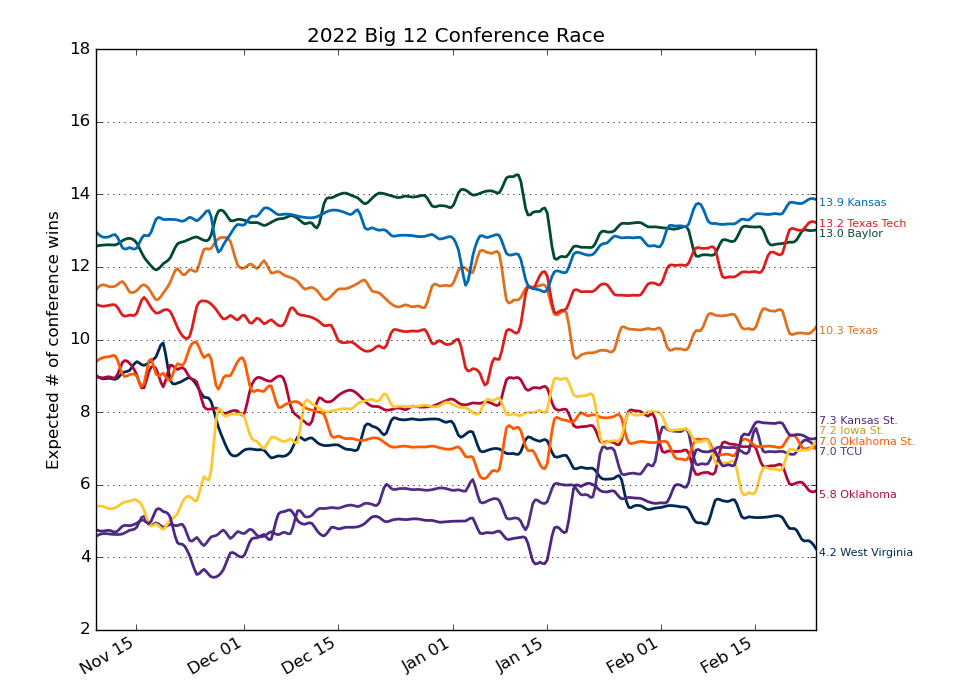 2022 Big 12 Conference Race
Expected # of conference wins
18
16
14
12
10
8
6
4
2
Nov 15
Dec 01
Dec 15
Jan 01
Jan 15
Feb 01
Feb 15
13.9 Kansas
13.2 Texas Tech
13.0 Baylor
10.3 Texas
7.3 Kansas St.
7.2 Iowa St.
7.0 Oklahoma St.
7.0 TCU
5.8 Oklahoma
4.2 West Virginia